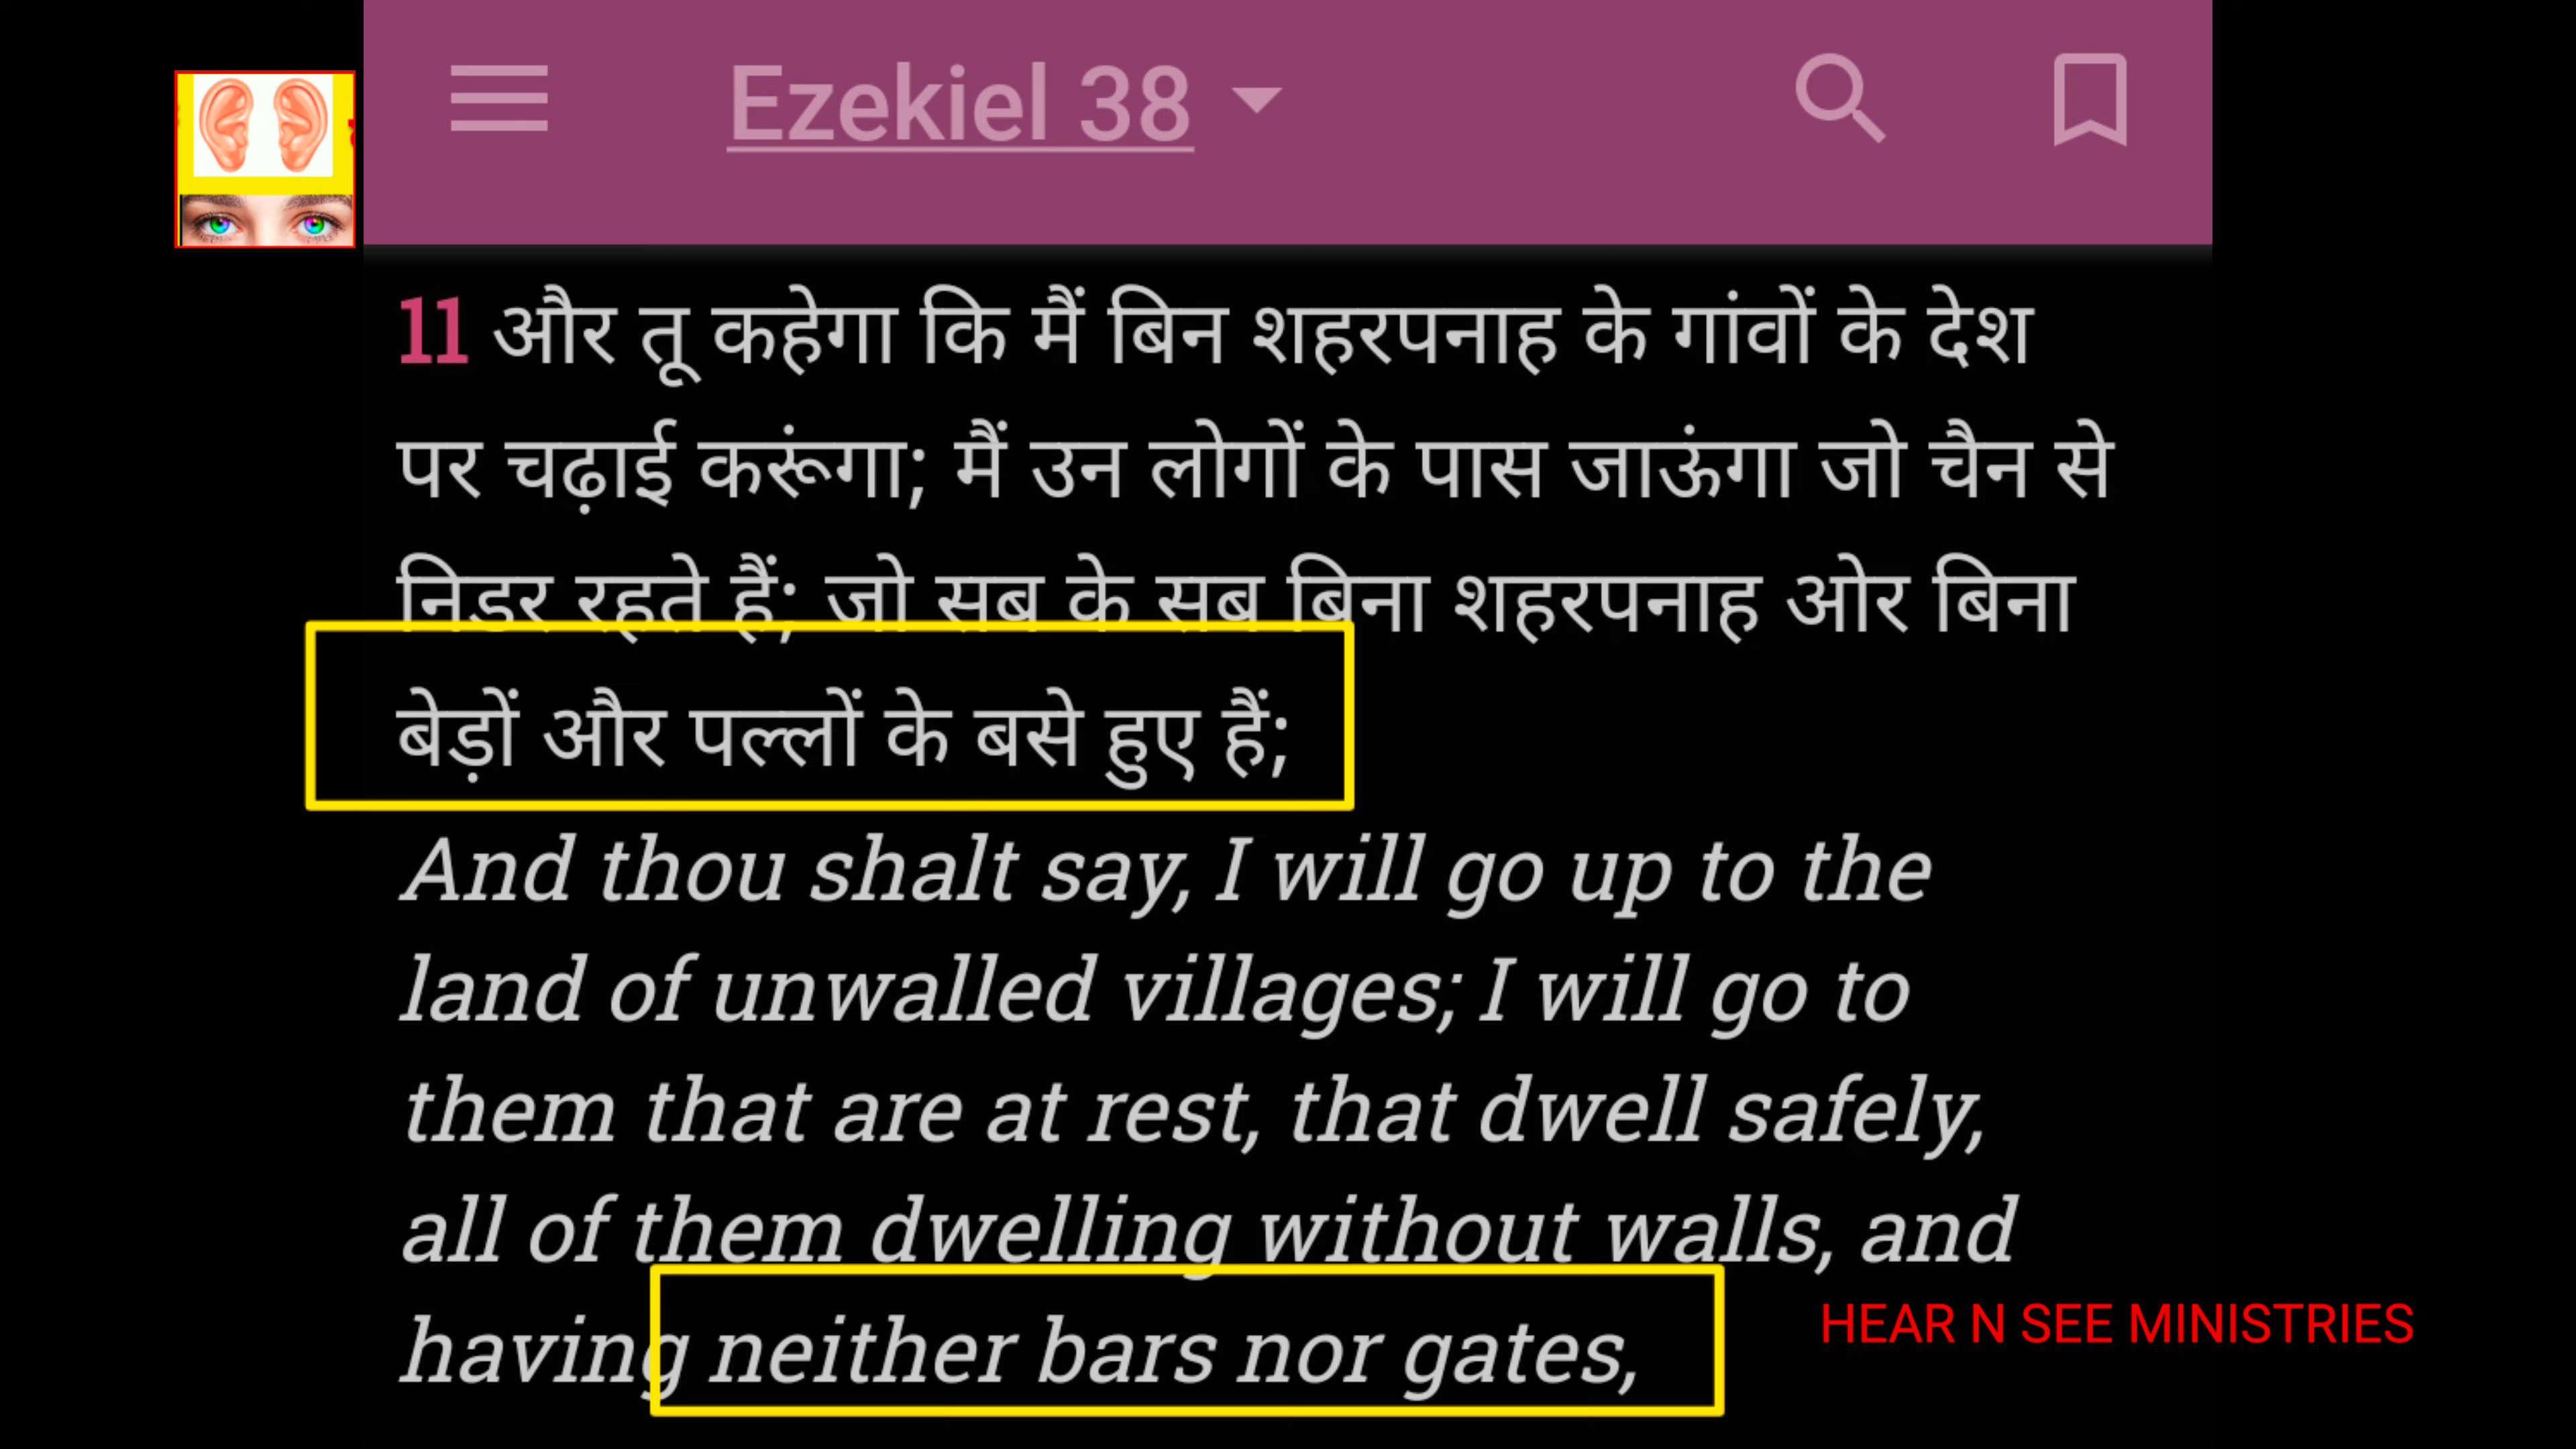 Ezekiel 38
11 और तू कहेगा कि मैं बिन शहरपनाह के गांवों के देश
पर चढ़ाई करूंगा; मैं उन लोगों के पास जाऊंगा जो चैन से
निडर रहते हैं; जो सब के सब बिना शहरपनाह ओर बिना
बेड़ों और पल्लों के बसे हुए हैं;
And thou shalt say, I will go up to the
land of unwalled villages; I will go to
them that are at rest, that dwell safely,
all of them dwelling without walls, and
having neither bars nor gates,
HEAR N SEE MINISTRIES